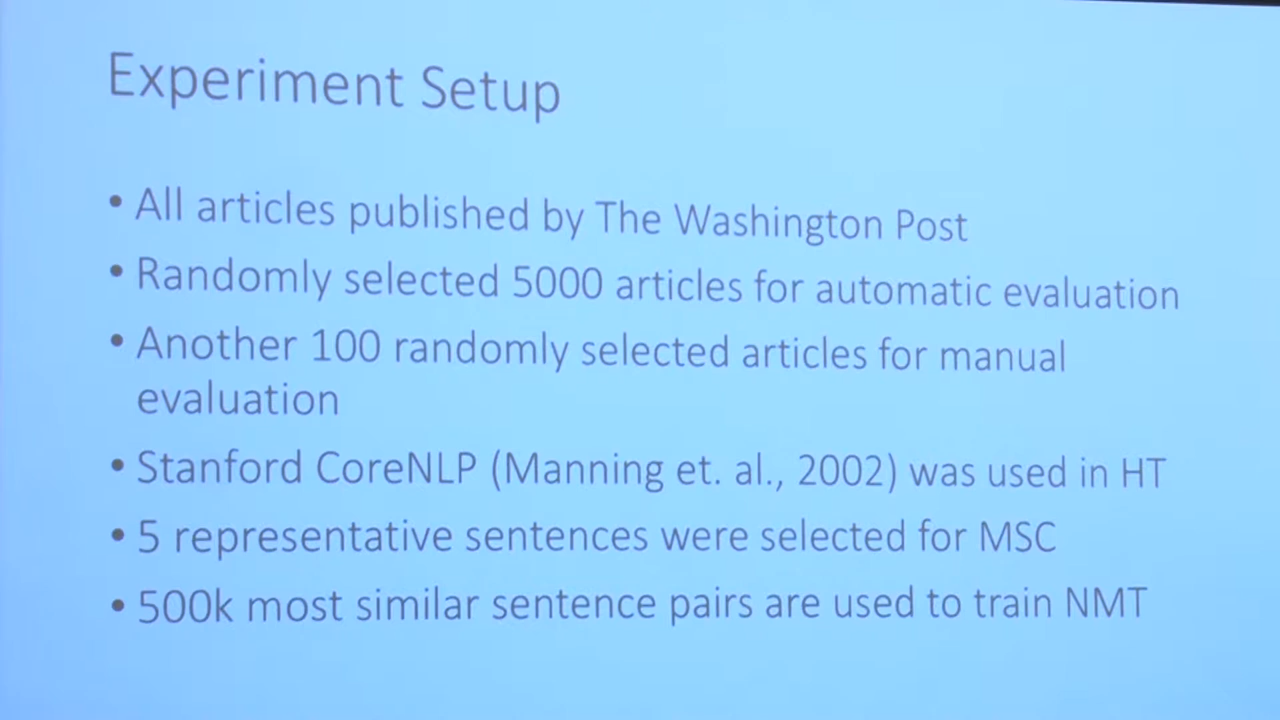 Experiment Setup
• All articles published by The Washington Post
• Randomly selected 5000 articles for automatic evaluation
• Another 100 randomly selected articles for manual
evaluation
• Stanford CoreNLP (Manning et. al., 2002) was used in HT
• 5 representative sentences were selected for MSC
• 500k most similar sentence pairs are used to train NMT